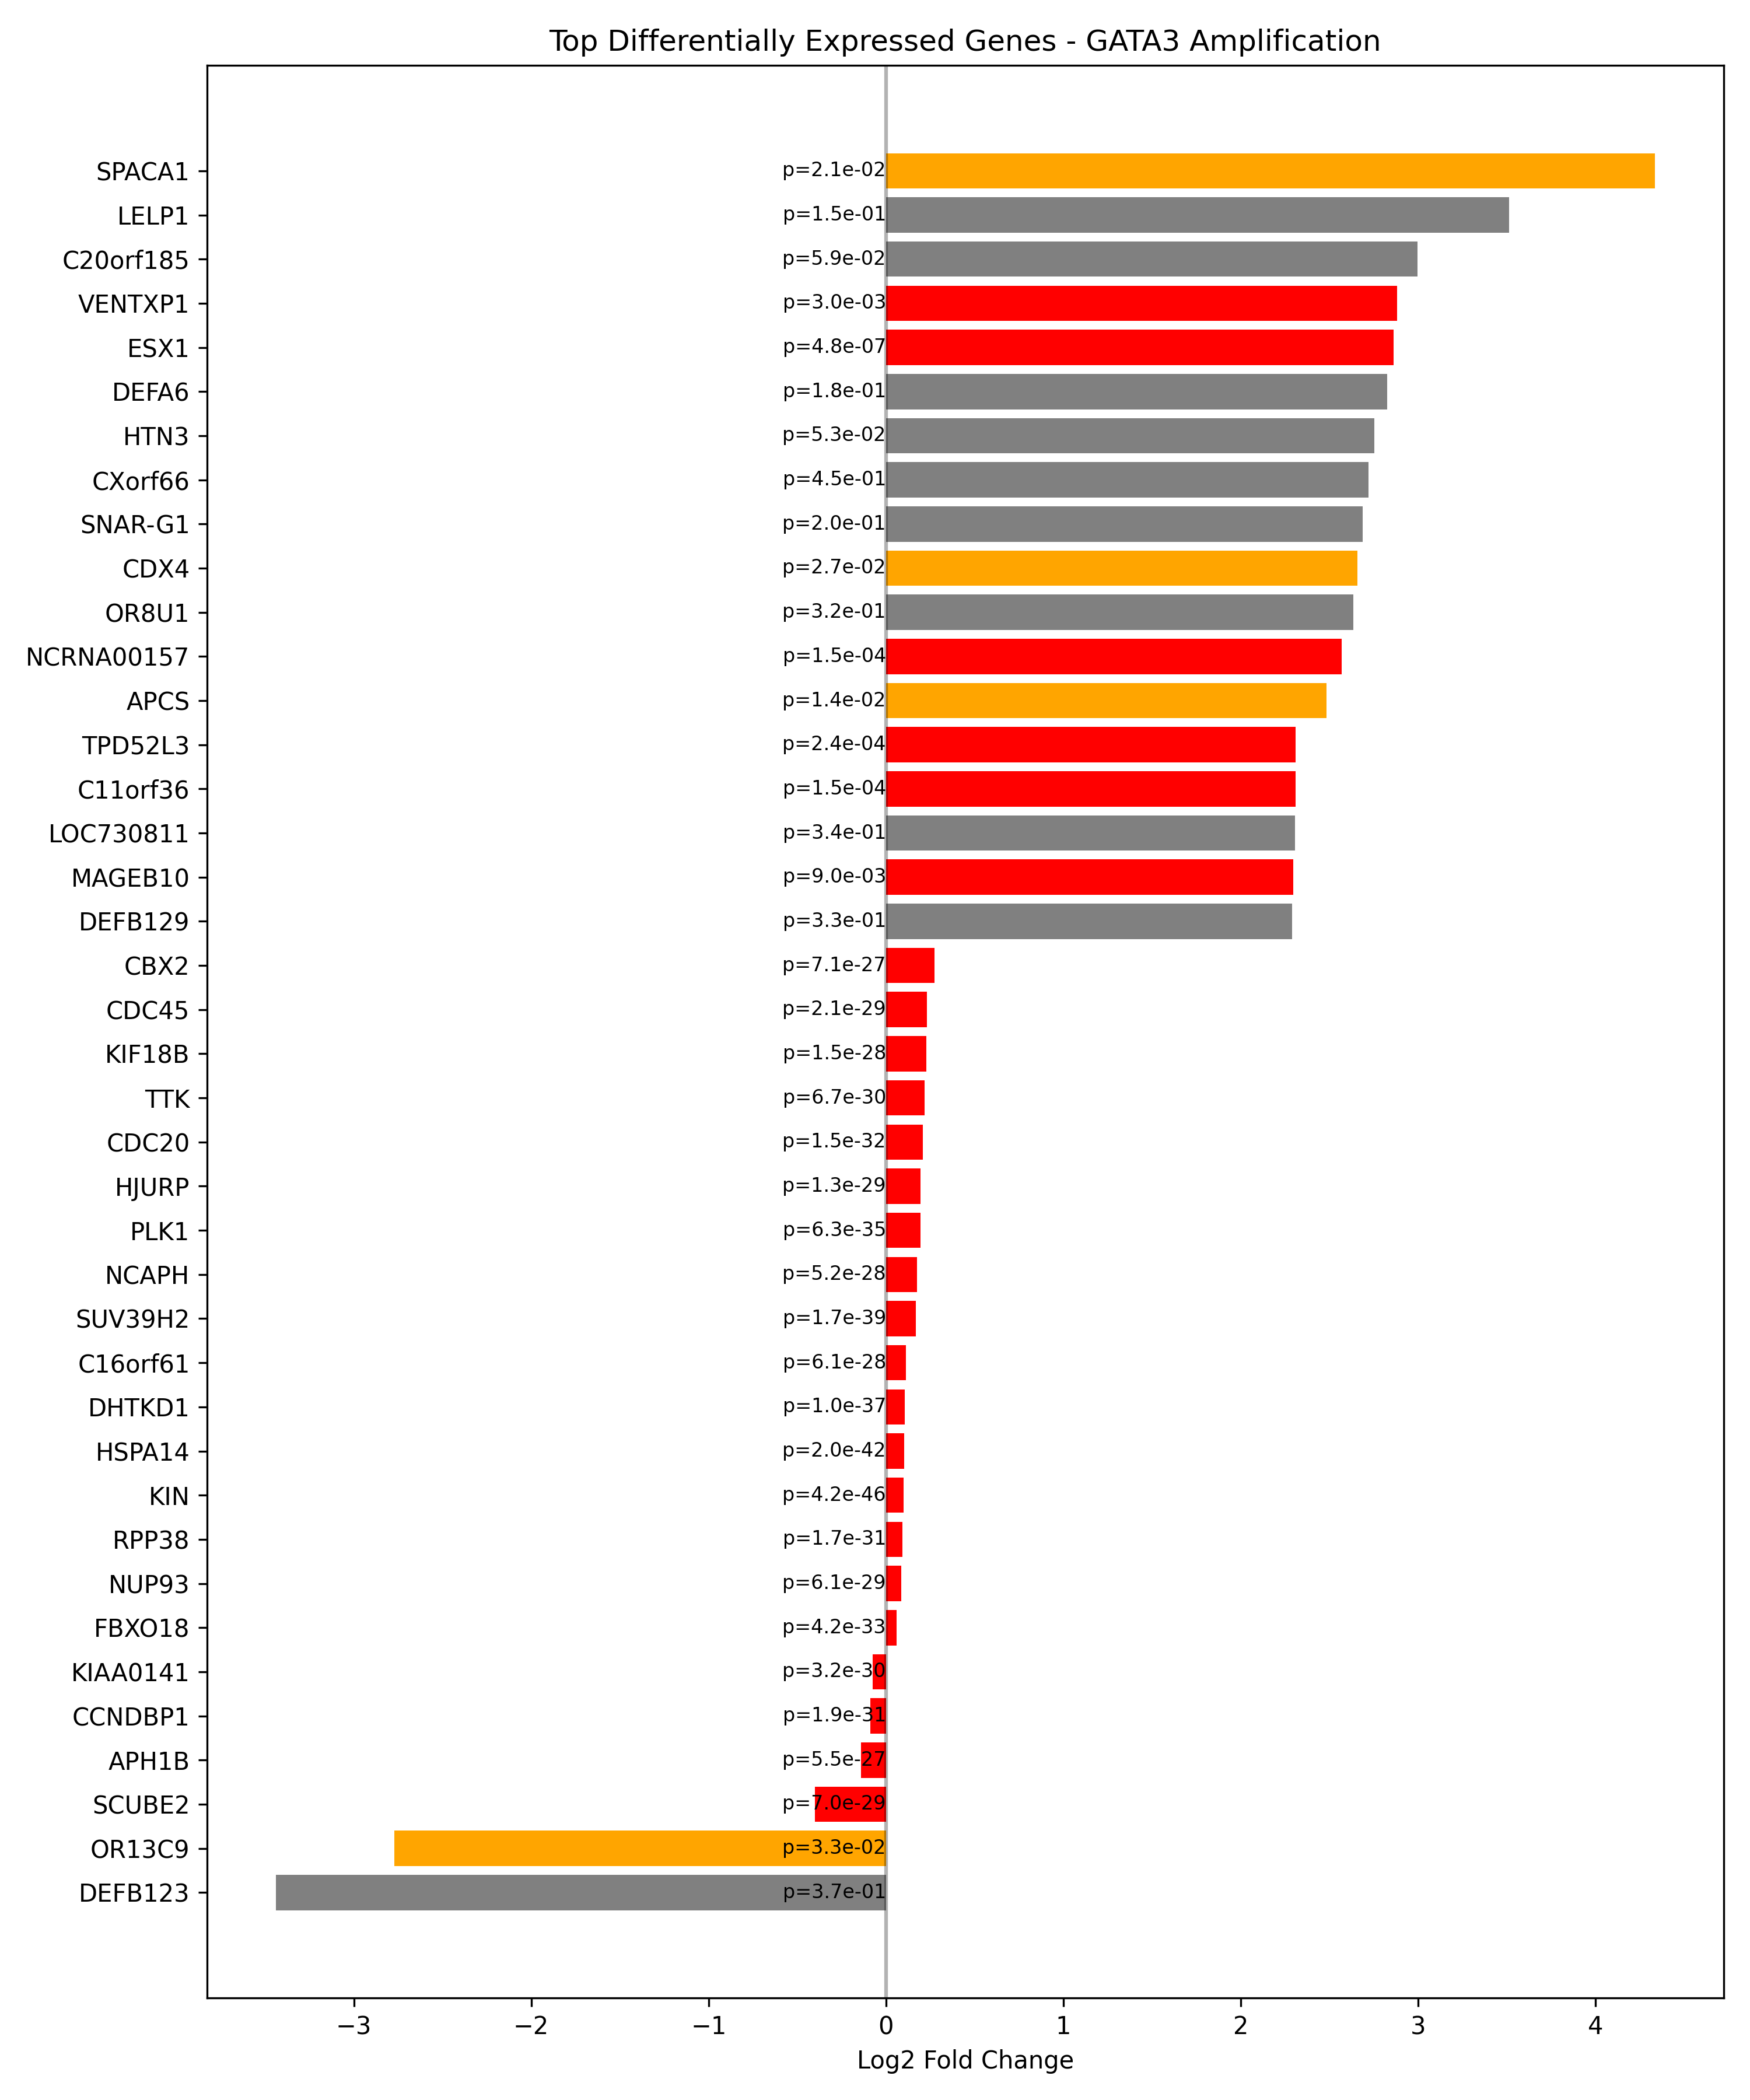 Top Differentially Expressed Genes - GATA3 Amplification
SPACA1 p=2.1e-02
LELP1 p=1.5e-01
C20orf185 p=5.9e-02
VENTXP1 p=3.0e-03
ESX1 p=4.8e-07
DEFA6 p=1.8e-01
HTN3 p=5.3e-02
CXorf66 p=4.5e-01
SNAR-G1 p=2.0e-01
CDX4 p=2.7e-02
OR8U1 p=3.2e-01
NCRNA00157 p=1.5e-04
APCS p=1.4e-02
TPD52L3 p=2.4e-04
C11orf36 p=1.5e-04
LOC730811 p=3.4e-01
MAGEB10 p=9.0e-03
DEFB129 p=3.3e-01
CBX2 p=7.1e-27
CDC45 p=2.1e-29
KIF18B p=1.5e-28
TTK p=6.7e-30
CDC20 p=1.5e-32
HJURP p=1.3e-29
PLK1 p=6.3e-35
NCAPH p=5.2e-28
SUV39H2 p=1.7e-39
C16orf61 p=6.1e-28
DHTKD1 p=1.0e-37
HSPA14 p=2.0e-42
KIN p=4.2e-46
RPP38 p=1.7e-31
NUP93 p=6.1e-29
FBXO18 p=4.2e-33
KIAA0141 p=3.2e-30
CCNDBP1 p=1.9e-31
APH1B p=5.5e-27
SCUBE2 p=7.0e-29
OR13C9 p=3.3e-02
DEFB123 p=3.7e-01
−3 −2 −1 0 1 2 3 4
Log2 Fold Change